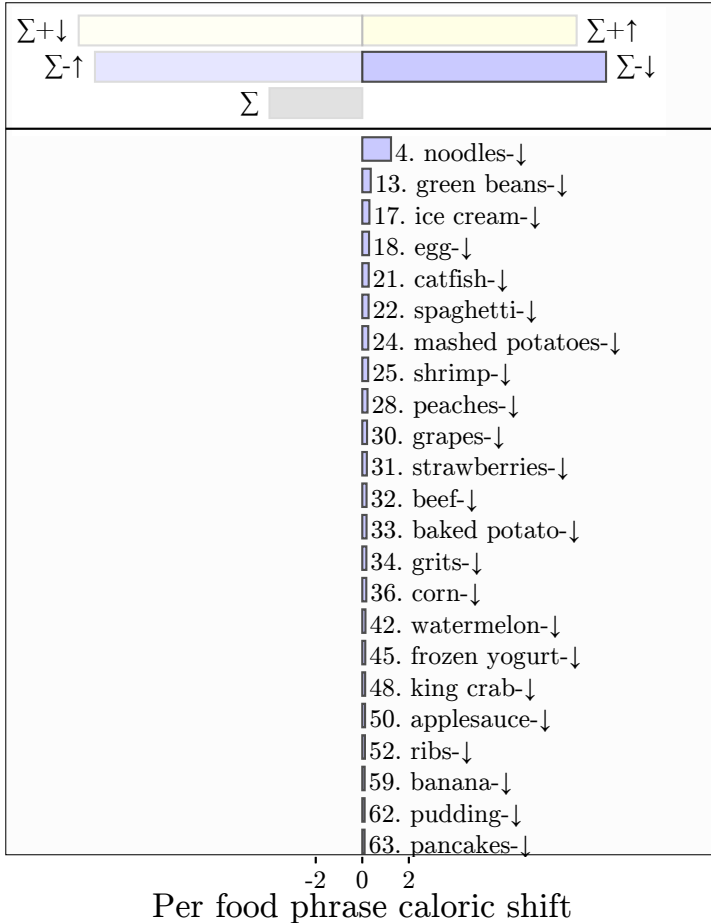 ∑+↓ ∑+↑
∑-↑ ∑-↓
∑
4. noodles-↓
13. green beans-↓
17. ice cream-↓
18. egg-↓
21. catfish-↓
22. spaghetti-↓
24. mashed potatoes-↓
25. shrimp-↓
28. peaches-↓
30. grapes-↓
31. strawberries-↓
32. beef-↓
33. baked potato-↓
34. grits-↓
36. corn-↓
42. watermelon-↓
45. frozen yogurt-↓
48. king crab-↓
50. applesauce-↓
52. ribs-↓
59. banana-↓
62. pudding-↓
63. pancakes-↓
-2 0 2
Per food phrase caloric shift